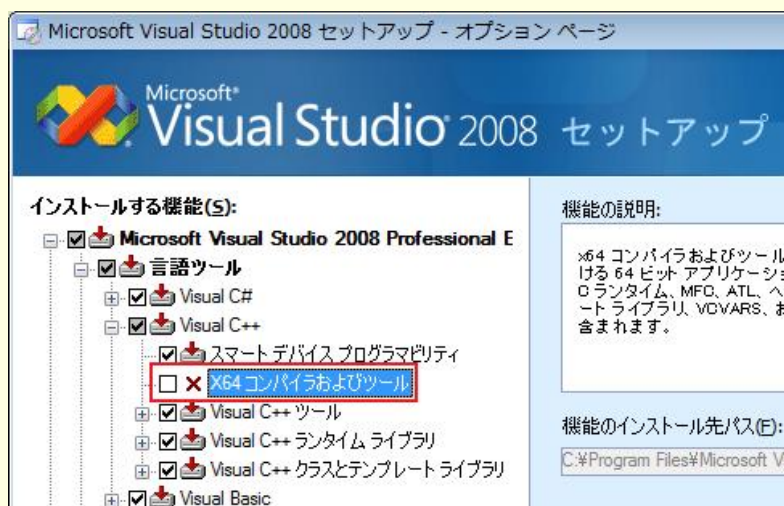 Microsoft Visual Studio 2008 セットアップ - オプション ページ
Microsoft®
Visual Studio® 2008 セットアップ
インストールする機能(S):
Microsoft Visual Studio 2008 Professional E
言語ツール
Visual C#
Visual C++
スマート デバイス プログラマビリティ
X64 コンパイラおよびツール
Visual C++ ツール
Visual C++ ランタイム ライブラリ
Visual C++ クラスとテンプレート ライブラリ
Visual Basic
機能の説明:
x64 コンパイラおよびツール
ける 64 ビット アプリケーショ
C ランタイム、MFC、ATL、ヘ
ート ライブラリ、VCVARS、お
含まれます。
機能のインストール先パス(F):
C:¥Program Files¥Microsoft V